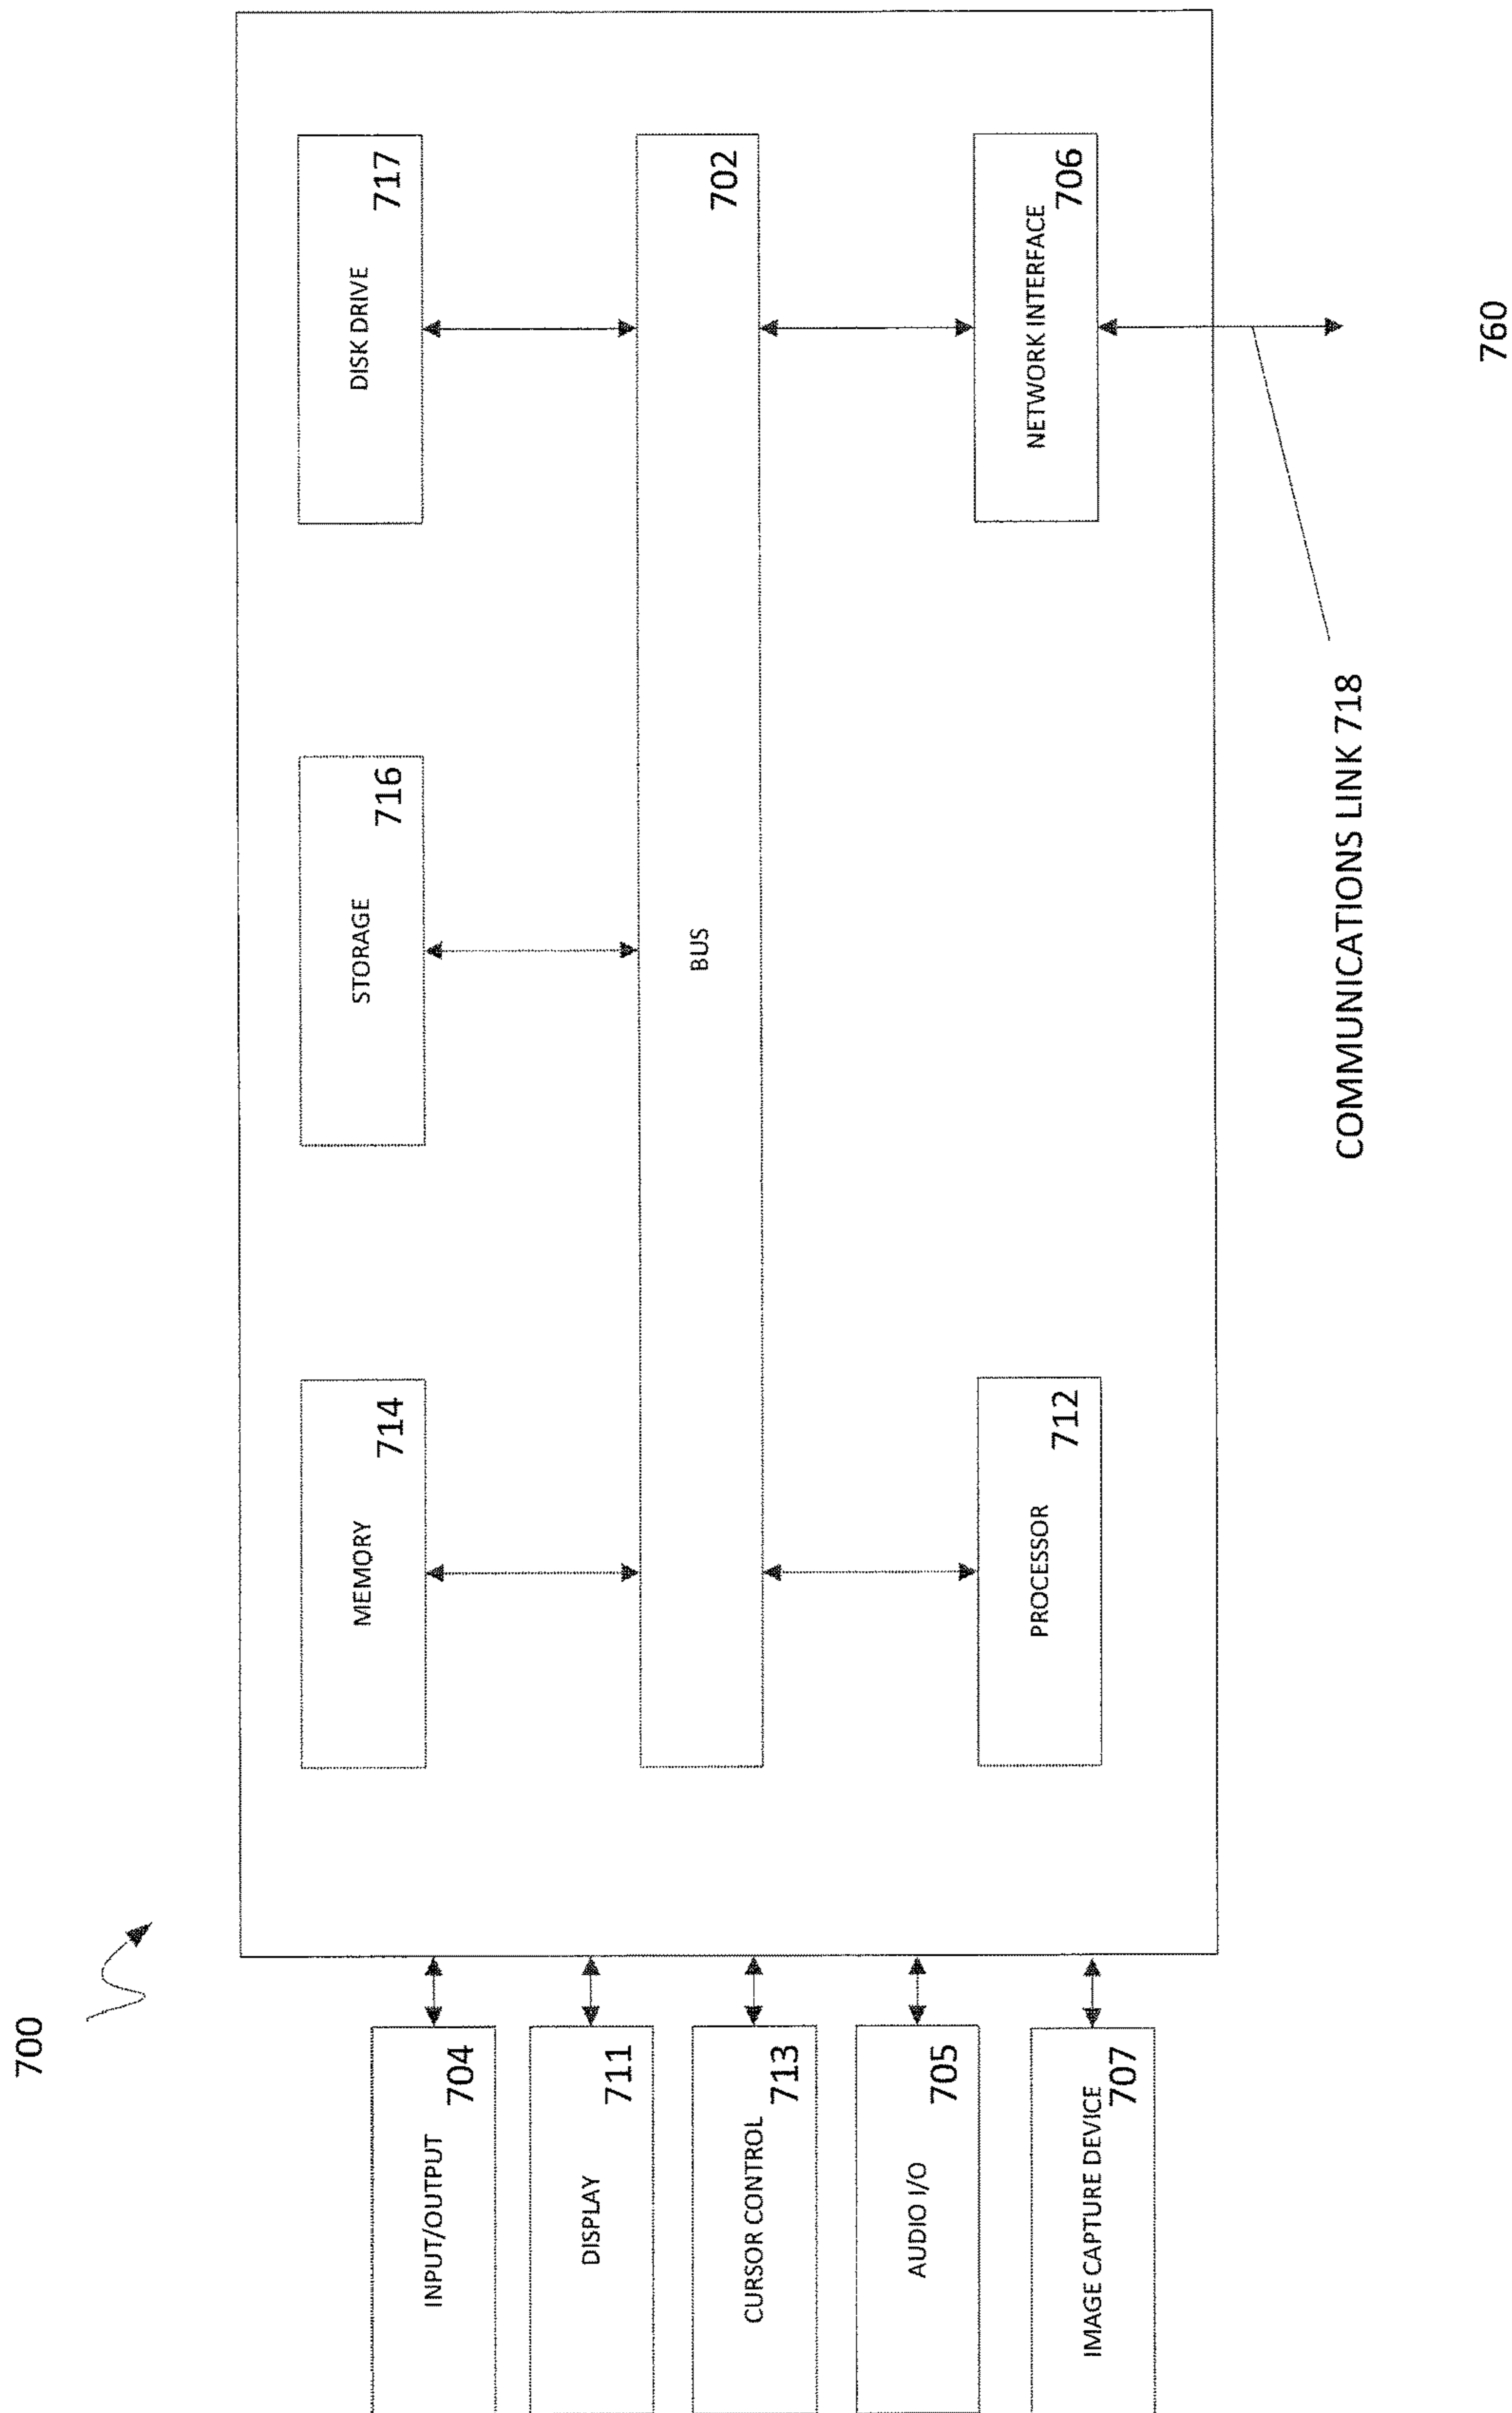 700
INPUT/OUTPUT
704
DISPLAY
711
CURSOR CONTROL
713
AUDIO I/O
705
IMAGE CAPTURE DEVICE
707
MEMORY
714
STORAGE
716
DISK DRIVE
717
BUS
702
PROCESSOR
712
NETWORK INTERFACE
706
COMMUNICATIONS LINK 718
760